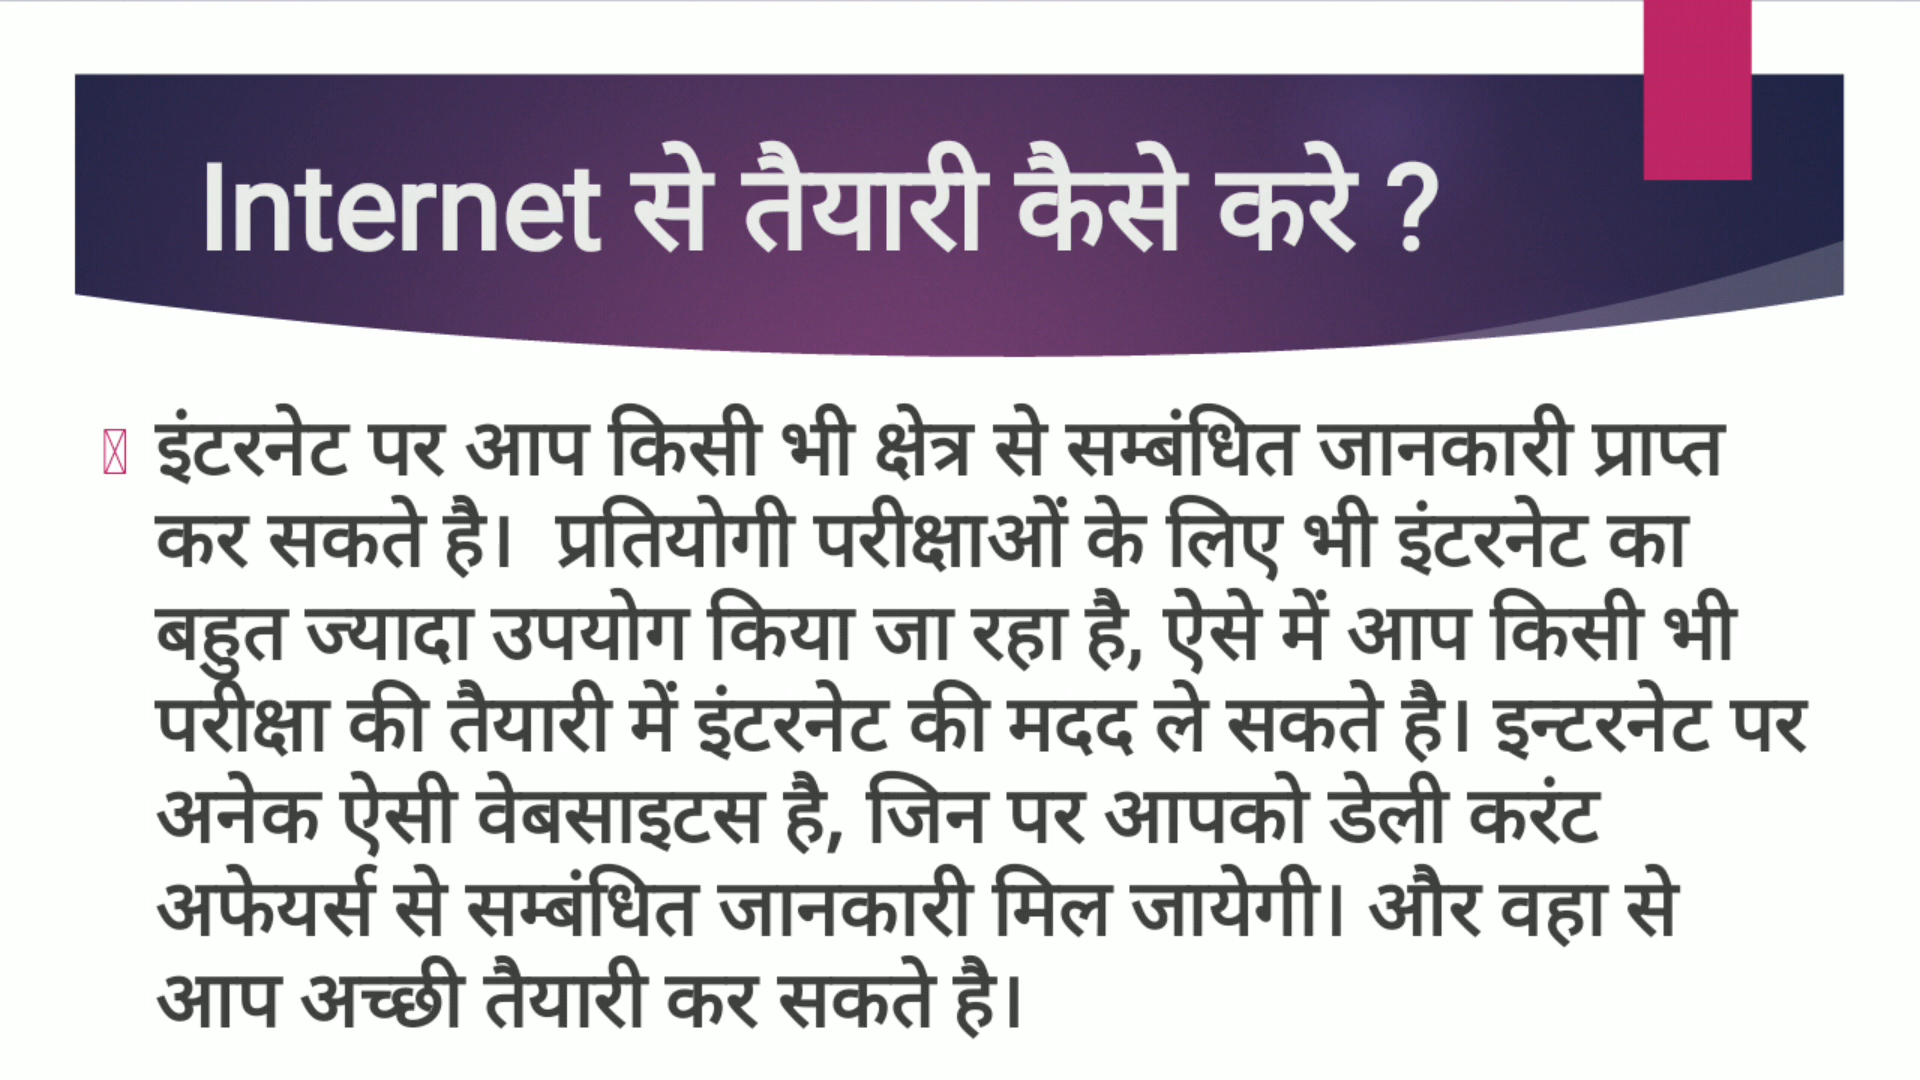 Internet से तैयारी कैसे करे ?
इंटरनेट पर आप किसी भी क्षेत्र से सम्बंधित जानकारी प्राप्त
कर सकते है।  प्रतियोगी परीक्षाओं के लिए भी इंटरनेट का
बहुत ज्यादा उपयोग किया जा रहा है, ऐसे में आप किसी भी
परीक्षा की तैयारी में इंटरनेट की मदद ले सकते है। इन्टरनेट पर
अनेक ऐसी वेबसाइटस है, जिन पर आपको डेली करंट
अफेयर्स से सम्बंधित जानकारी मिल जायेगी। और वहा से
आप अच्छी तैयारी कर सकते है।